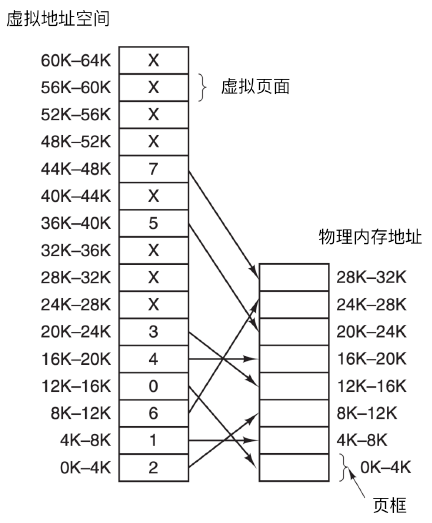 虚拟地址空间
60K–64K X
56K–60K X 虚拟页面
52K–56K X
48K–52K X
44K–48K 7
40K–44K X
36K–40K 5
物理内存地址
32K–36K X
28K–32K X 28K–32K
24K–28K X 24K–28K
20K–24K 3 20K–24K
16K–20K 4 16K–20K
12K–16K 0 12K–16K
8K–12K 6 8K–12K
4K–8K 1 4K–8K
0K–4K 2 0K–4K
页框